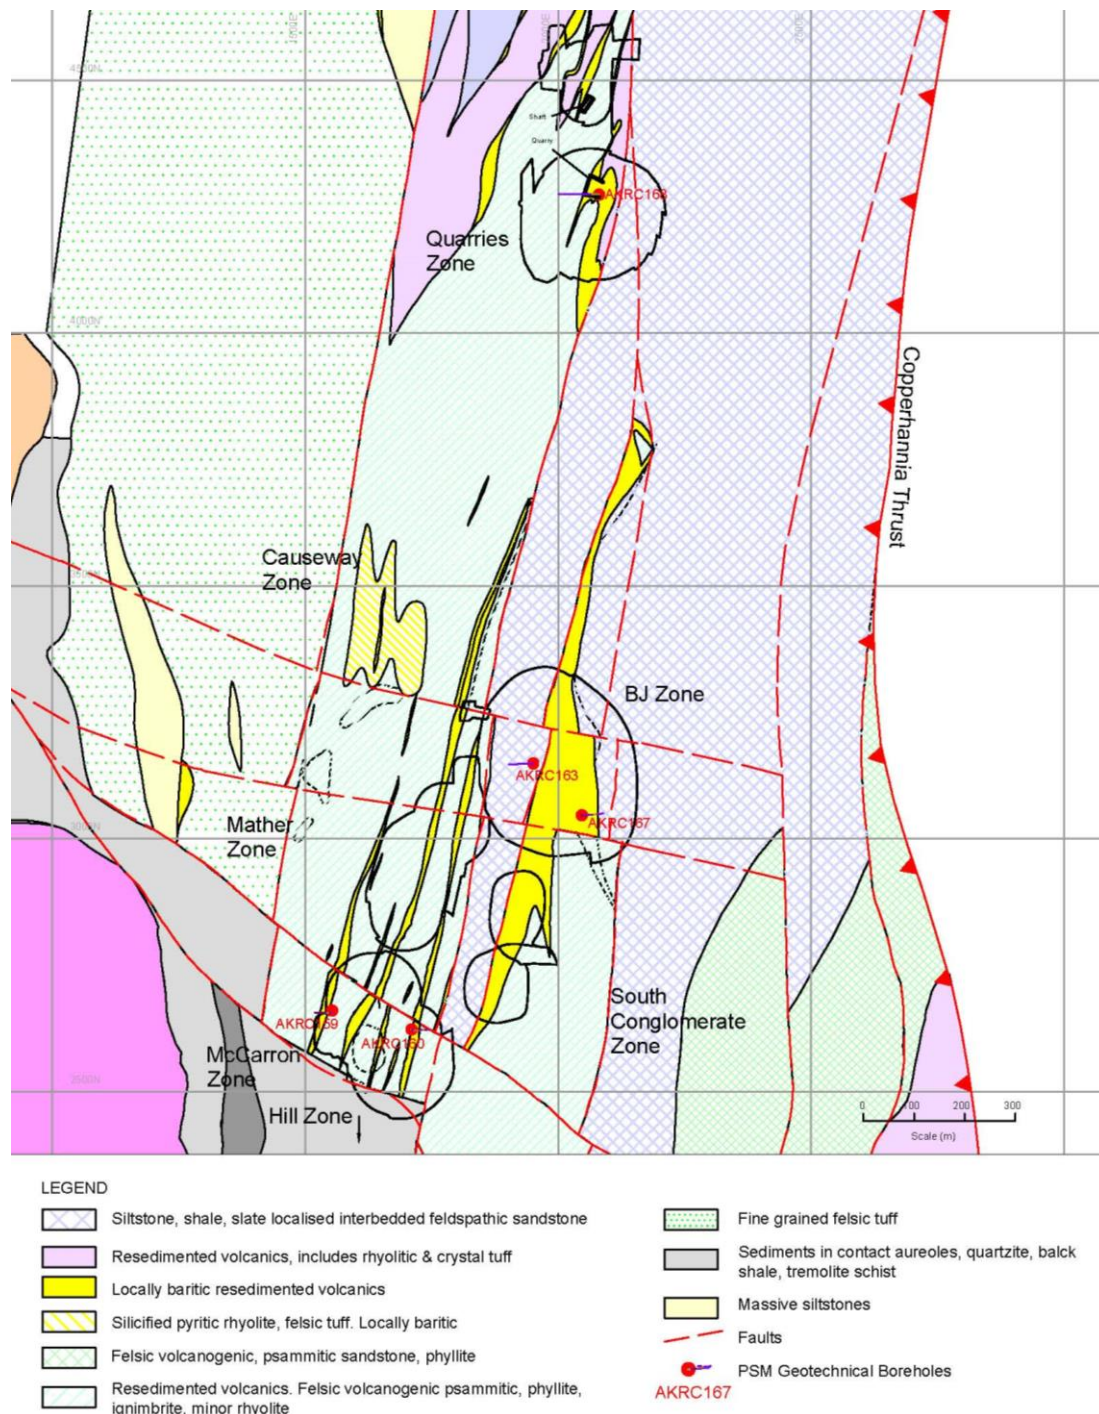 4500N
Shaft
Quarry
AKRC168
Quarries
Zone
4000N
Copperhannia Thrust
Causeway
Zone
BJ Zone
AKRC163
AKRC167
Mather
Zone
3000N
South
Conglomerate
Zone
AKRC159
AKRC160
McCarron
Zone
2500N
Hill Zone
0 100 200 300
Scale (m)
LEGEND
Siltstone, shale, slate localised interbedded feldspathic sandstone
Resedimented volcanics, includes rhyolitic & crystal tuff
Locally baritic resedimented volcanics
Silicified pyritic rhyolite, felsic tuff. Locally baritic
Felsic volcanogenic, psammitic sandstone, phyllite
Resedimented volcanics. Felsic volcanogenic psammitic, phyllite,
ignimbrite, minor rhyolite
Fine grained felsic tuff
Sediments in contact aureoles, quartzite, balck
shale, tremolite schist
Massive siltstones
Faults
PSM Geotechnical Boreholes
AKRC167